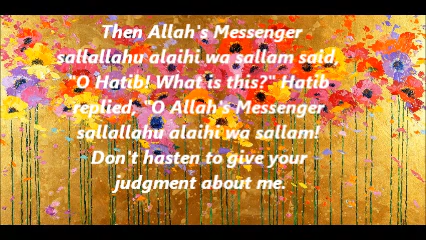 Then Allah's Messenger
sallallahu alaihi wa sallam said,
"O Hatib! What is this?" Hatib
replied, "O Allah's Messenger
sallallahu alaihi wa sallam!
Don't hasten to give your
judgment about me.